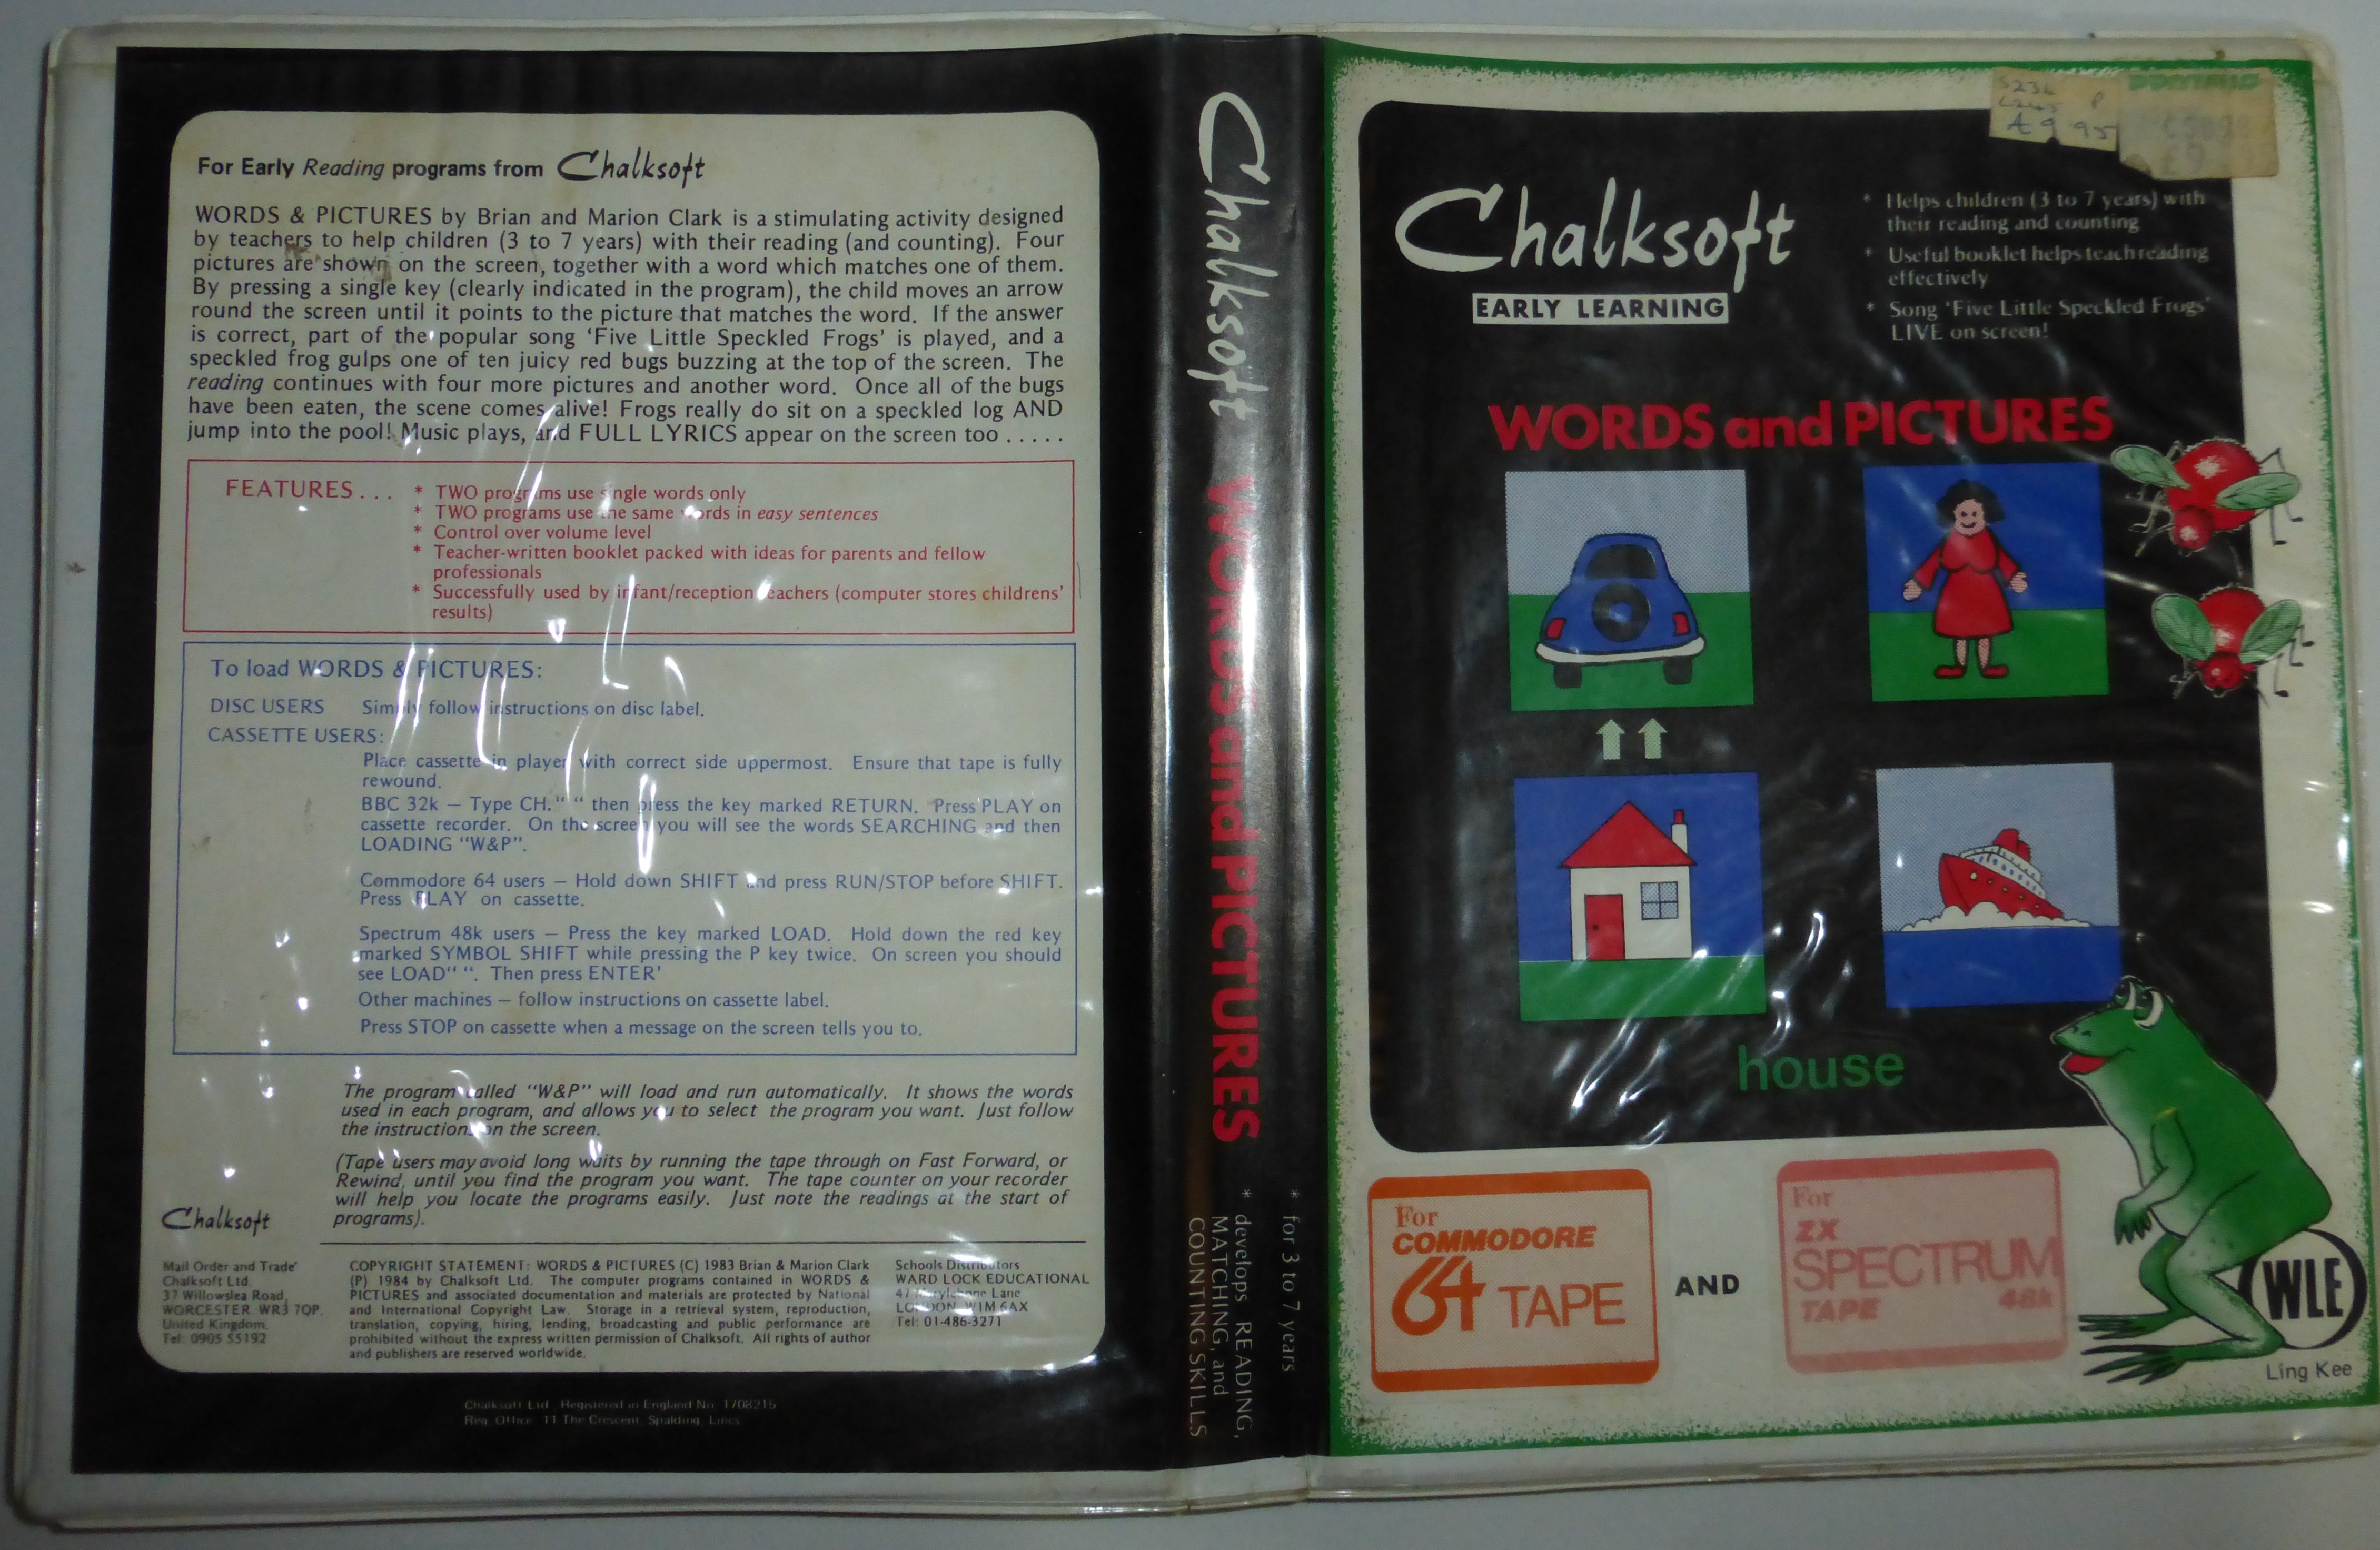 For Early Reading programs from Chalksoft
WORDS & PICTURES by Brian and Marion Clark is a stimulating activity designed
by teachers to help children (3 to 7 years) with their reading (and counting). Four
pictures are shown on the screen, together with a word which matches one of them.
By pressing a single key (clearly indicated in the program), the child moves an arrow
round the screen until it points to the picture that matches the word. If the answer
is correct, part of the popular song ‘Five Little Speckled Frogs’ is played, and a
speckled frog gulps one of ten juicy red bugs buzzing at the top of the screen. The
reading continues with four more pictures and another word. Once all of the bugs
have been eaten, the scene comes alive! Frogs really do sit on a speckled log AND
jump into the pool! Music plays, and FULL LYRICS appear on the screen too .....
FEATURES ...
* TWO programs use single words only
* TWO programs use the same words in easy sentences
* Control over volume level
* Teacher-written booklet packed with ideas for parents and fellow
professionals
* Successfully used by infant/reception teachers (computer stores childrens’
results)
To load WORDS & PICTURES:
DISC USERS Simply follow instructions on disc label.
CASSETTE USERS:
Place cassette in player with correct side uppermost. Ensure that tape is fully
rewound.
BBC 32k – Type CH.“ “ then press the key marked RETURN. Press PLAY on
cassette recorder. On the screen you will see the words SEARCHING and then
LOADING “W&P”.
Commodore 64 users – Hold down SHIFT and press RUN/STOP before SHIFT.
Press PLAY on cassette.
Spectrum 48k users – Press the key marked LOAD. Hold down the red key
marked SYMBOL SHIFT while pressing the P key twice. On screen you should
see LOAD“ “. Then press ENTER’
Other machines – follow instructions on cassette label.
Press STOP on cassette when a message on the screen tells you to.
The program called “W&P” will load and run automatically. It shows the words
used in each program, and allows you to select the program you want. Just follow
the instructions on the screen.
(Tape users may avoid long waits by running the tape through on Fast Forward, or
Rewind, until you find the program you want. The tape counter on your recorder
will help you locate the programs easily. Just note the readings at the start of
programs).
Chalksoft
Mail Order and Trade
Chalksoft Ltd.
37 Willowslea Road,
WORCESTER WR3 7QP.
United Kingdom.
Tel: 0905 55192
COPYRIGHT STATEMENT: WORDS & PICTURES (C) 1983 Brian & Marion Clark
(P) 1984 by Chalksoft Ltd. The computer programs contained in WORDS &
PICTURES and associated documentation and materials are protected by National
and International Copyright Law. Storage in a retrieval system, reproduction,
translation, copying, hiring, lending, broadcasting and public performance are
prohibited without the express written permission of Chalksoft. All rights of author
and publishers are reserved worldwide.
Schools Distributors
WARD LOCK EDUCATIONAL
47 Marylebone Lane
LONDON W1M 6AX
Tel: 01-486-3271
Chalksoft Ltd., Registered in England No. 1708215
Reg. Office: 11 The Crescent, Spalding, Lincs.
Chalksoft WORDS and PICTURES
* for 3 to 7 years
* develops READING,
MATCHING, and
COUNTING SKILLS
£9 95
£9
Chalksoft
EARLY LEARNING
* Helps children (3 to 7 years) with
their reading and counting
* Useful booklet helps teach reading
effectively
* Song ‘Five Little Speckled Frogs’
LIVE on screen!
WORDS and PICTURES
house
For
COMMODORE
64 TAPE
AND
For
ZX
SPECTRUM
TAPE 48k
WLE
Ling Kee